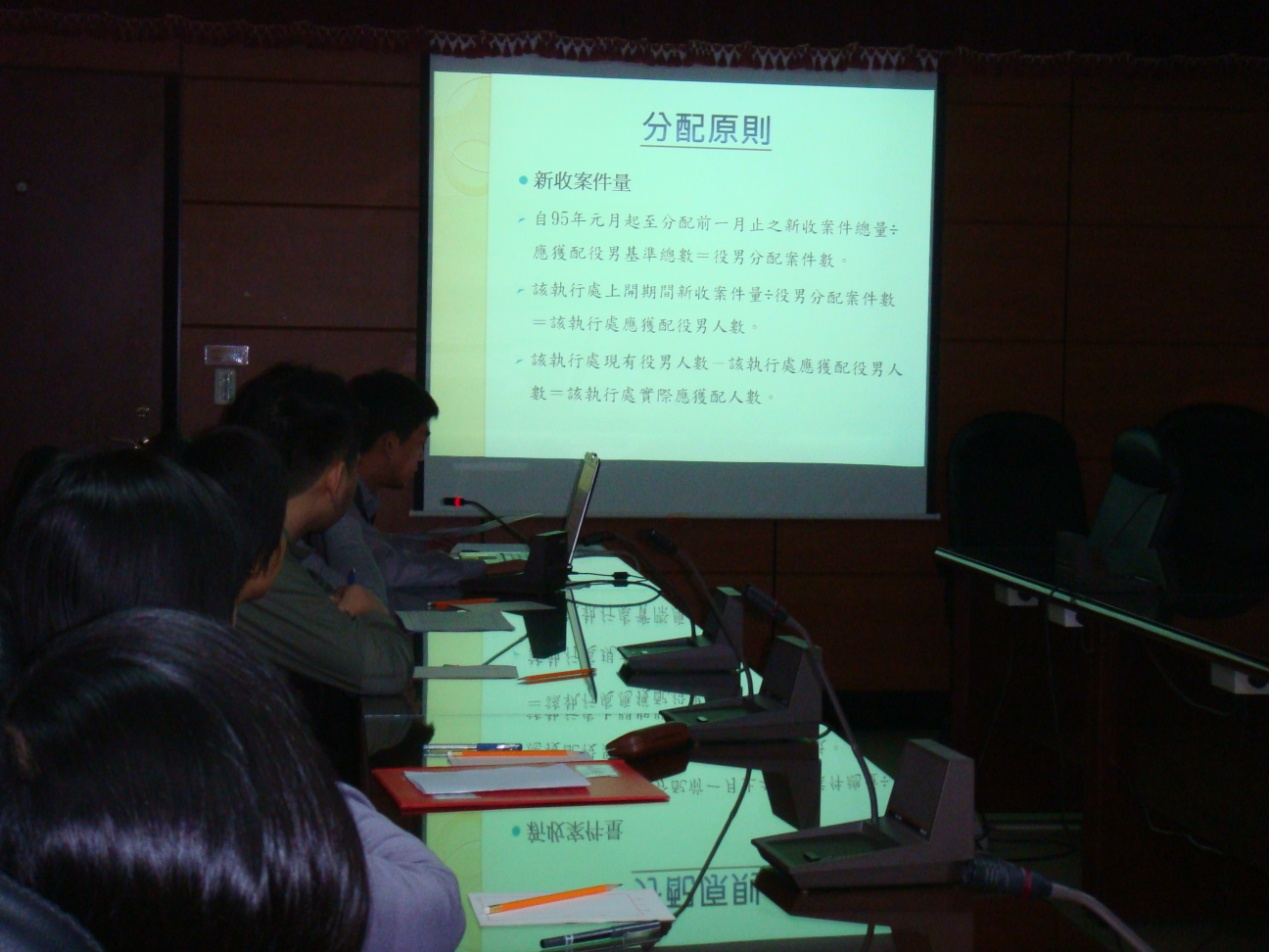 分配原則
新收案件量
自95年元月起至分配前一月止之新收案件總量÷
應獲配役男基準總數＝役男分配案件數。
該執行處上開期間新收案件量÷役男分配案件數
＝該執行處應獲配役男人數。
該執行處現有役男人數－該執行處應獲配役男人
數＝該執行處實際應獲配人數。